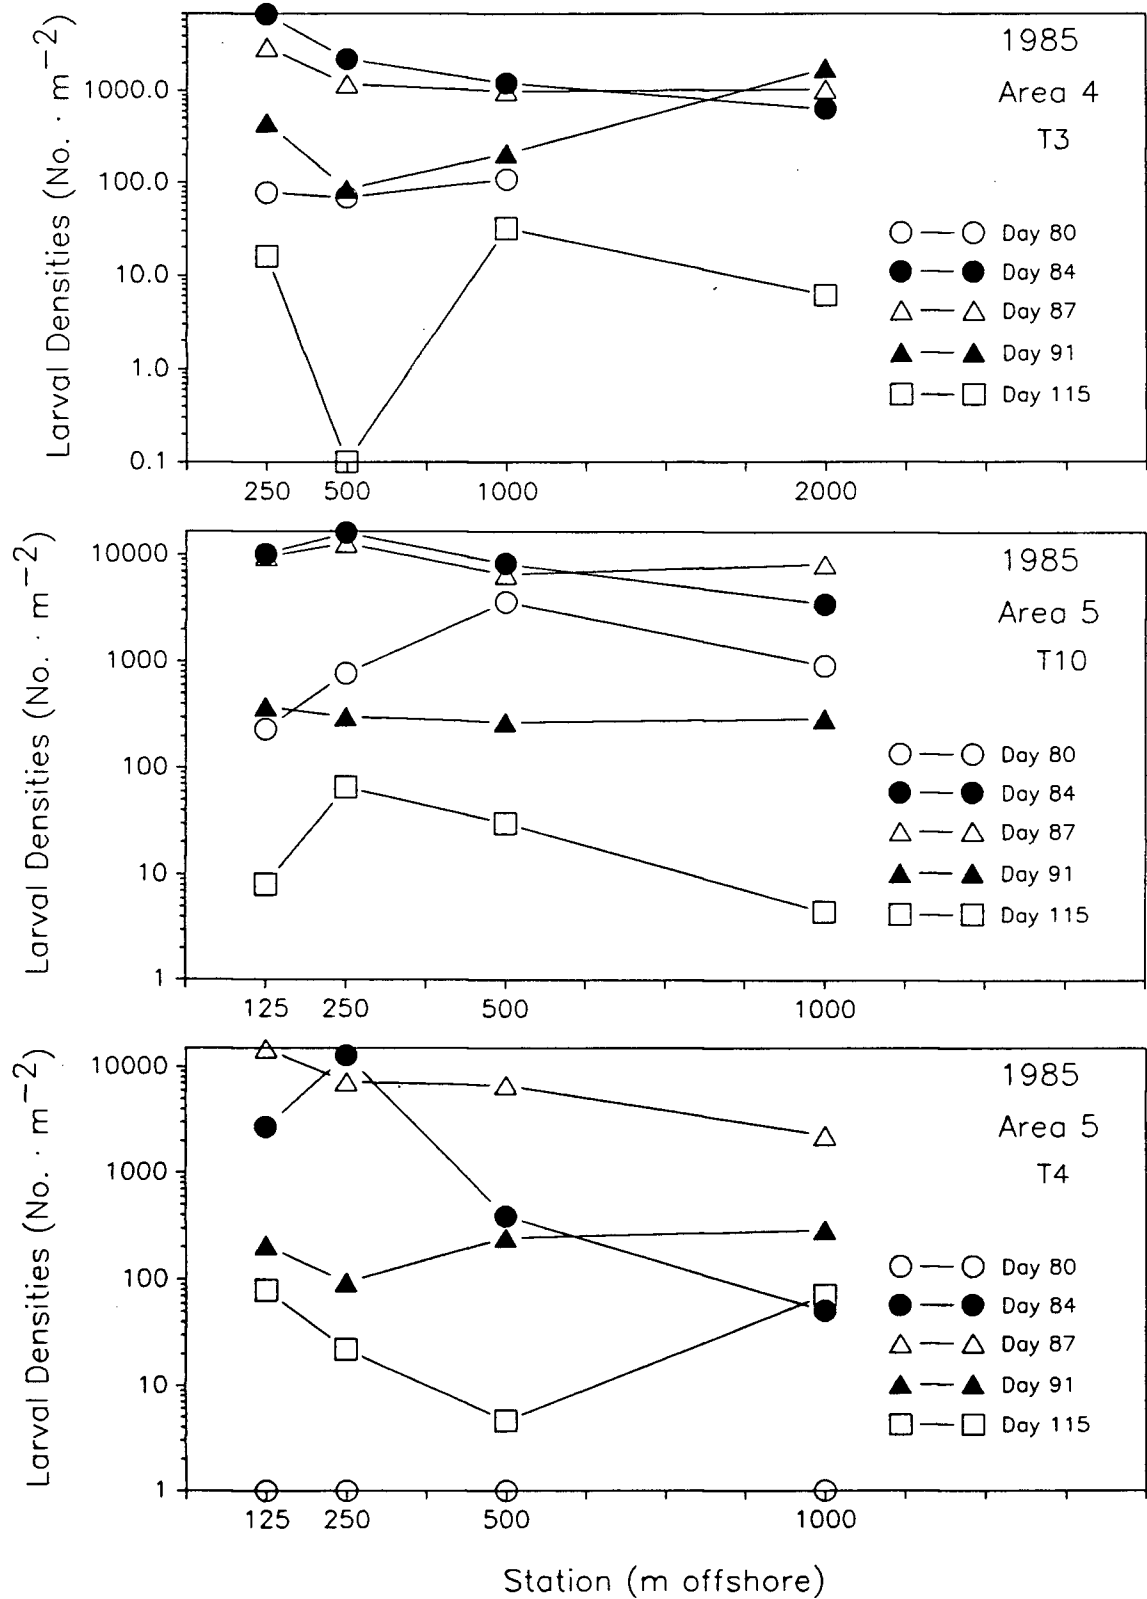 Larval Densities (No. · m−2)
1000.0
100.0
10.0
1.0
0.1
250 500 1000 2000
1985
Area 4
T3
Day 80
Day 84
Day 87
Day 91
Day 115
Larval Densities (No. · m−2)
10000
1000
100
10
1
125 250 500 1000
1985
Area 5
T10
Day 80
Day 84
Day 87
Day 91
Day 115
Larval Densities (No. · m−2)
10000
1000
100
10
1
125 250 500 1000
1985
Area 5
T4
Day 80
Day 84
Day 87
Day 91
Day 115
Station (m offshore)